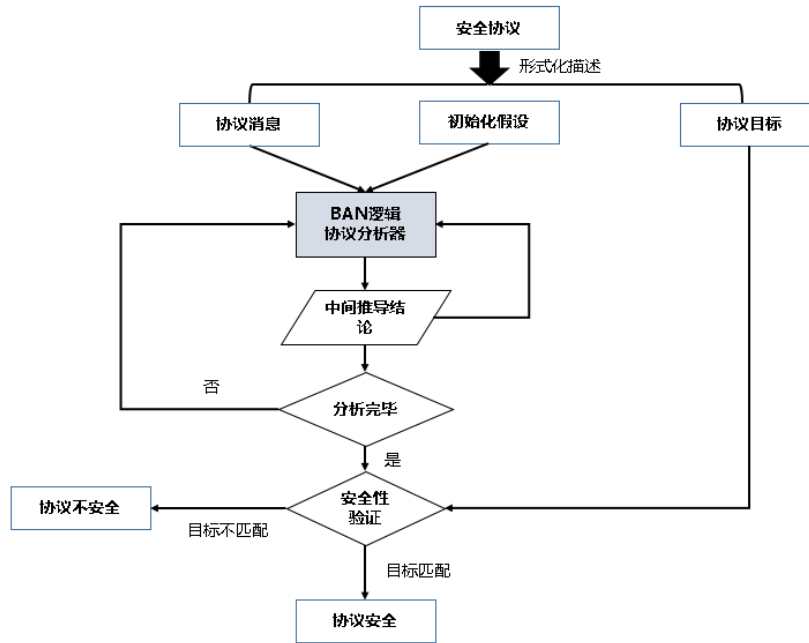 安全协议
形式化描述
协议消息
初始化假设
协议目标
BAN逻辑
协议分析器
中间推导结
论
否
分析完毕
是
安全性
验证
协议不安全
目标不匹配
目标匹配
协议安全